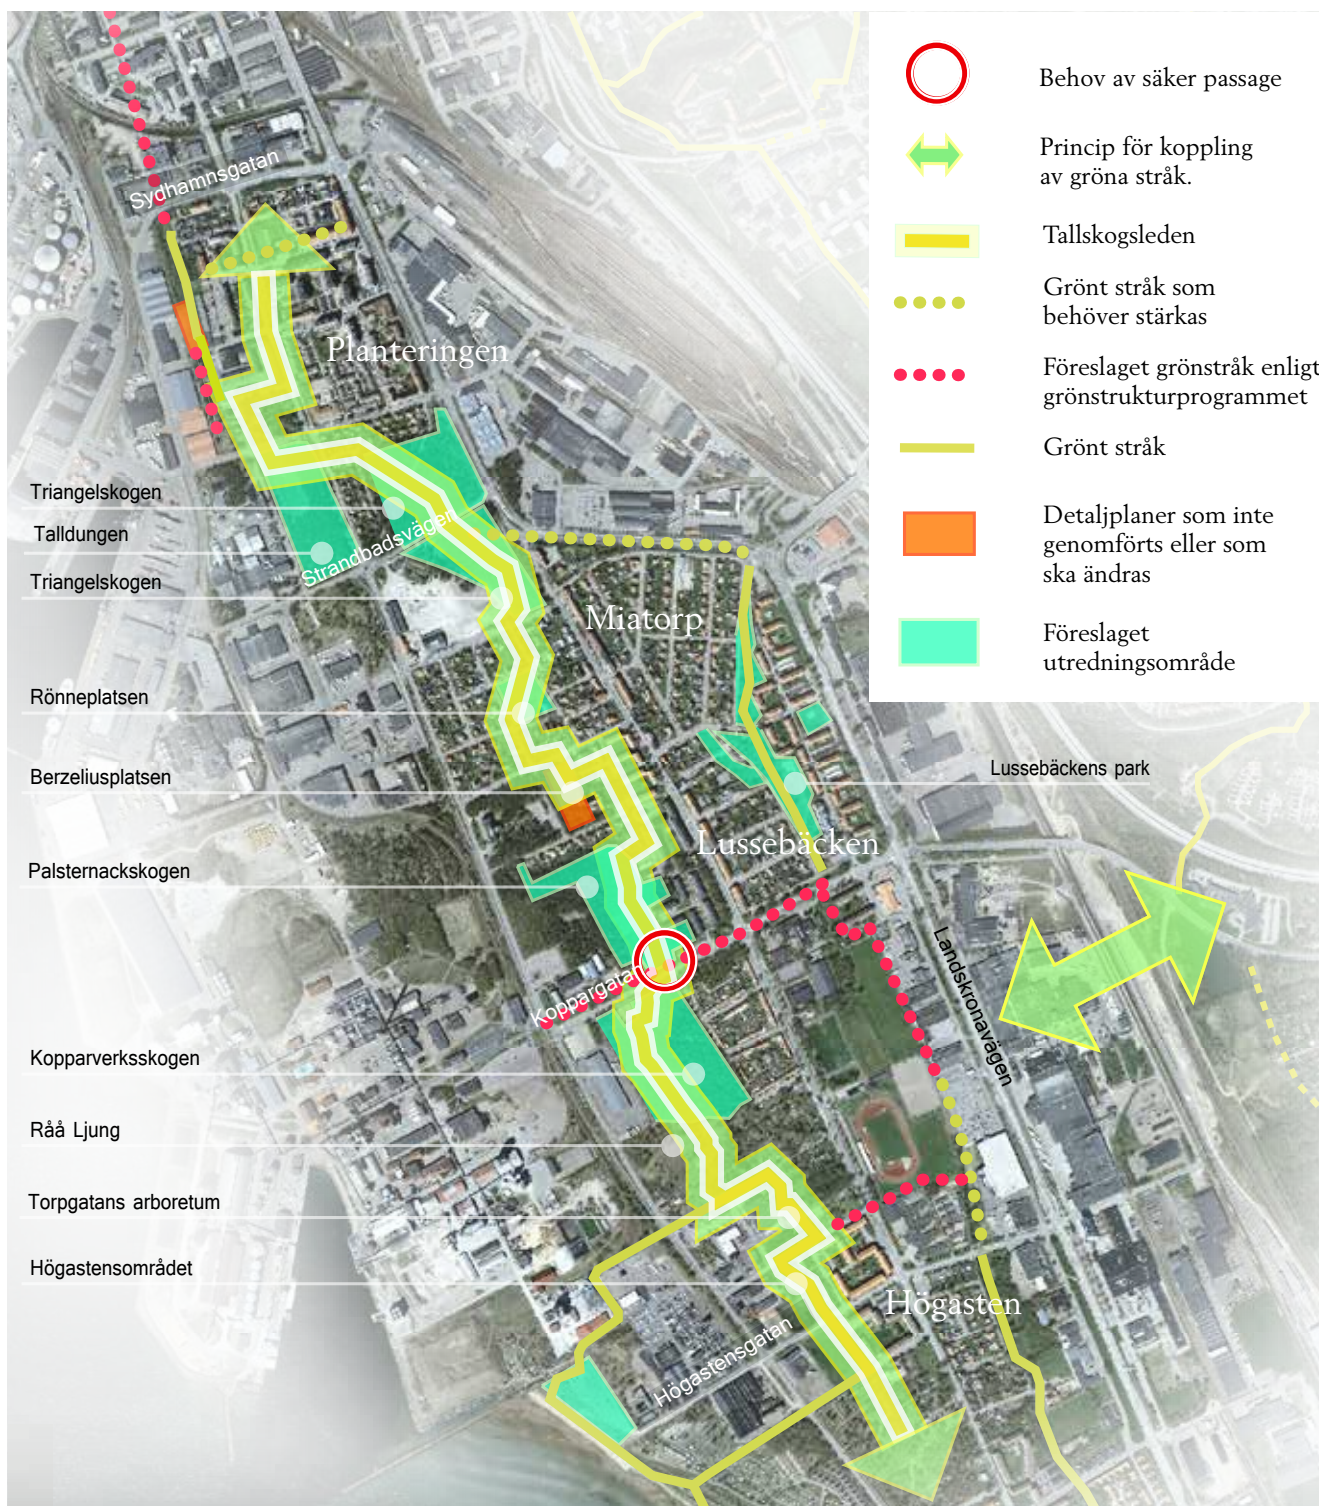 Behov av säker passage
Princip för koppling
av gröna stråk.
Tallskogsleden
Grönt stråk som
behöver stärkas
Föreslaget grönstråk enligt
grönstrukturprogrammet
Grönt stråk
Detaljplaner som inte
genomförts eller som
ska ändras
Föreslaget
utredningsområde
Sydhamnsgatan
Planteringen
Triangelskogen
Talldungen
Strandbadsvägen
Triangelskogen
Miatorp
Rönneplatsen
Berzeliusplatsen
Lussebäckens park
Lussebäcken
Palsternackskogen
Landskronavägen
Koppargatan
Kopparverksskogen
Råå Ljung
Torpgatans arboretum
Högastensområdet
Högasten
Högastensgatan